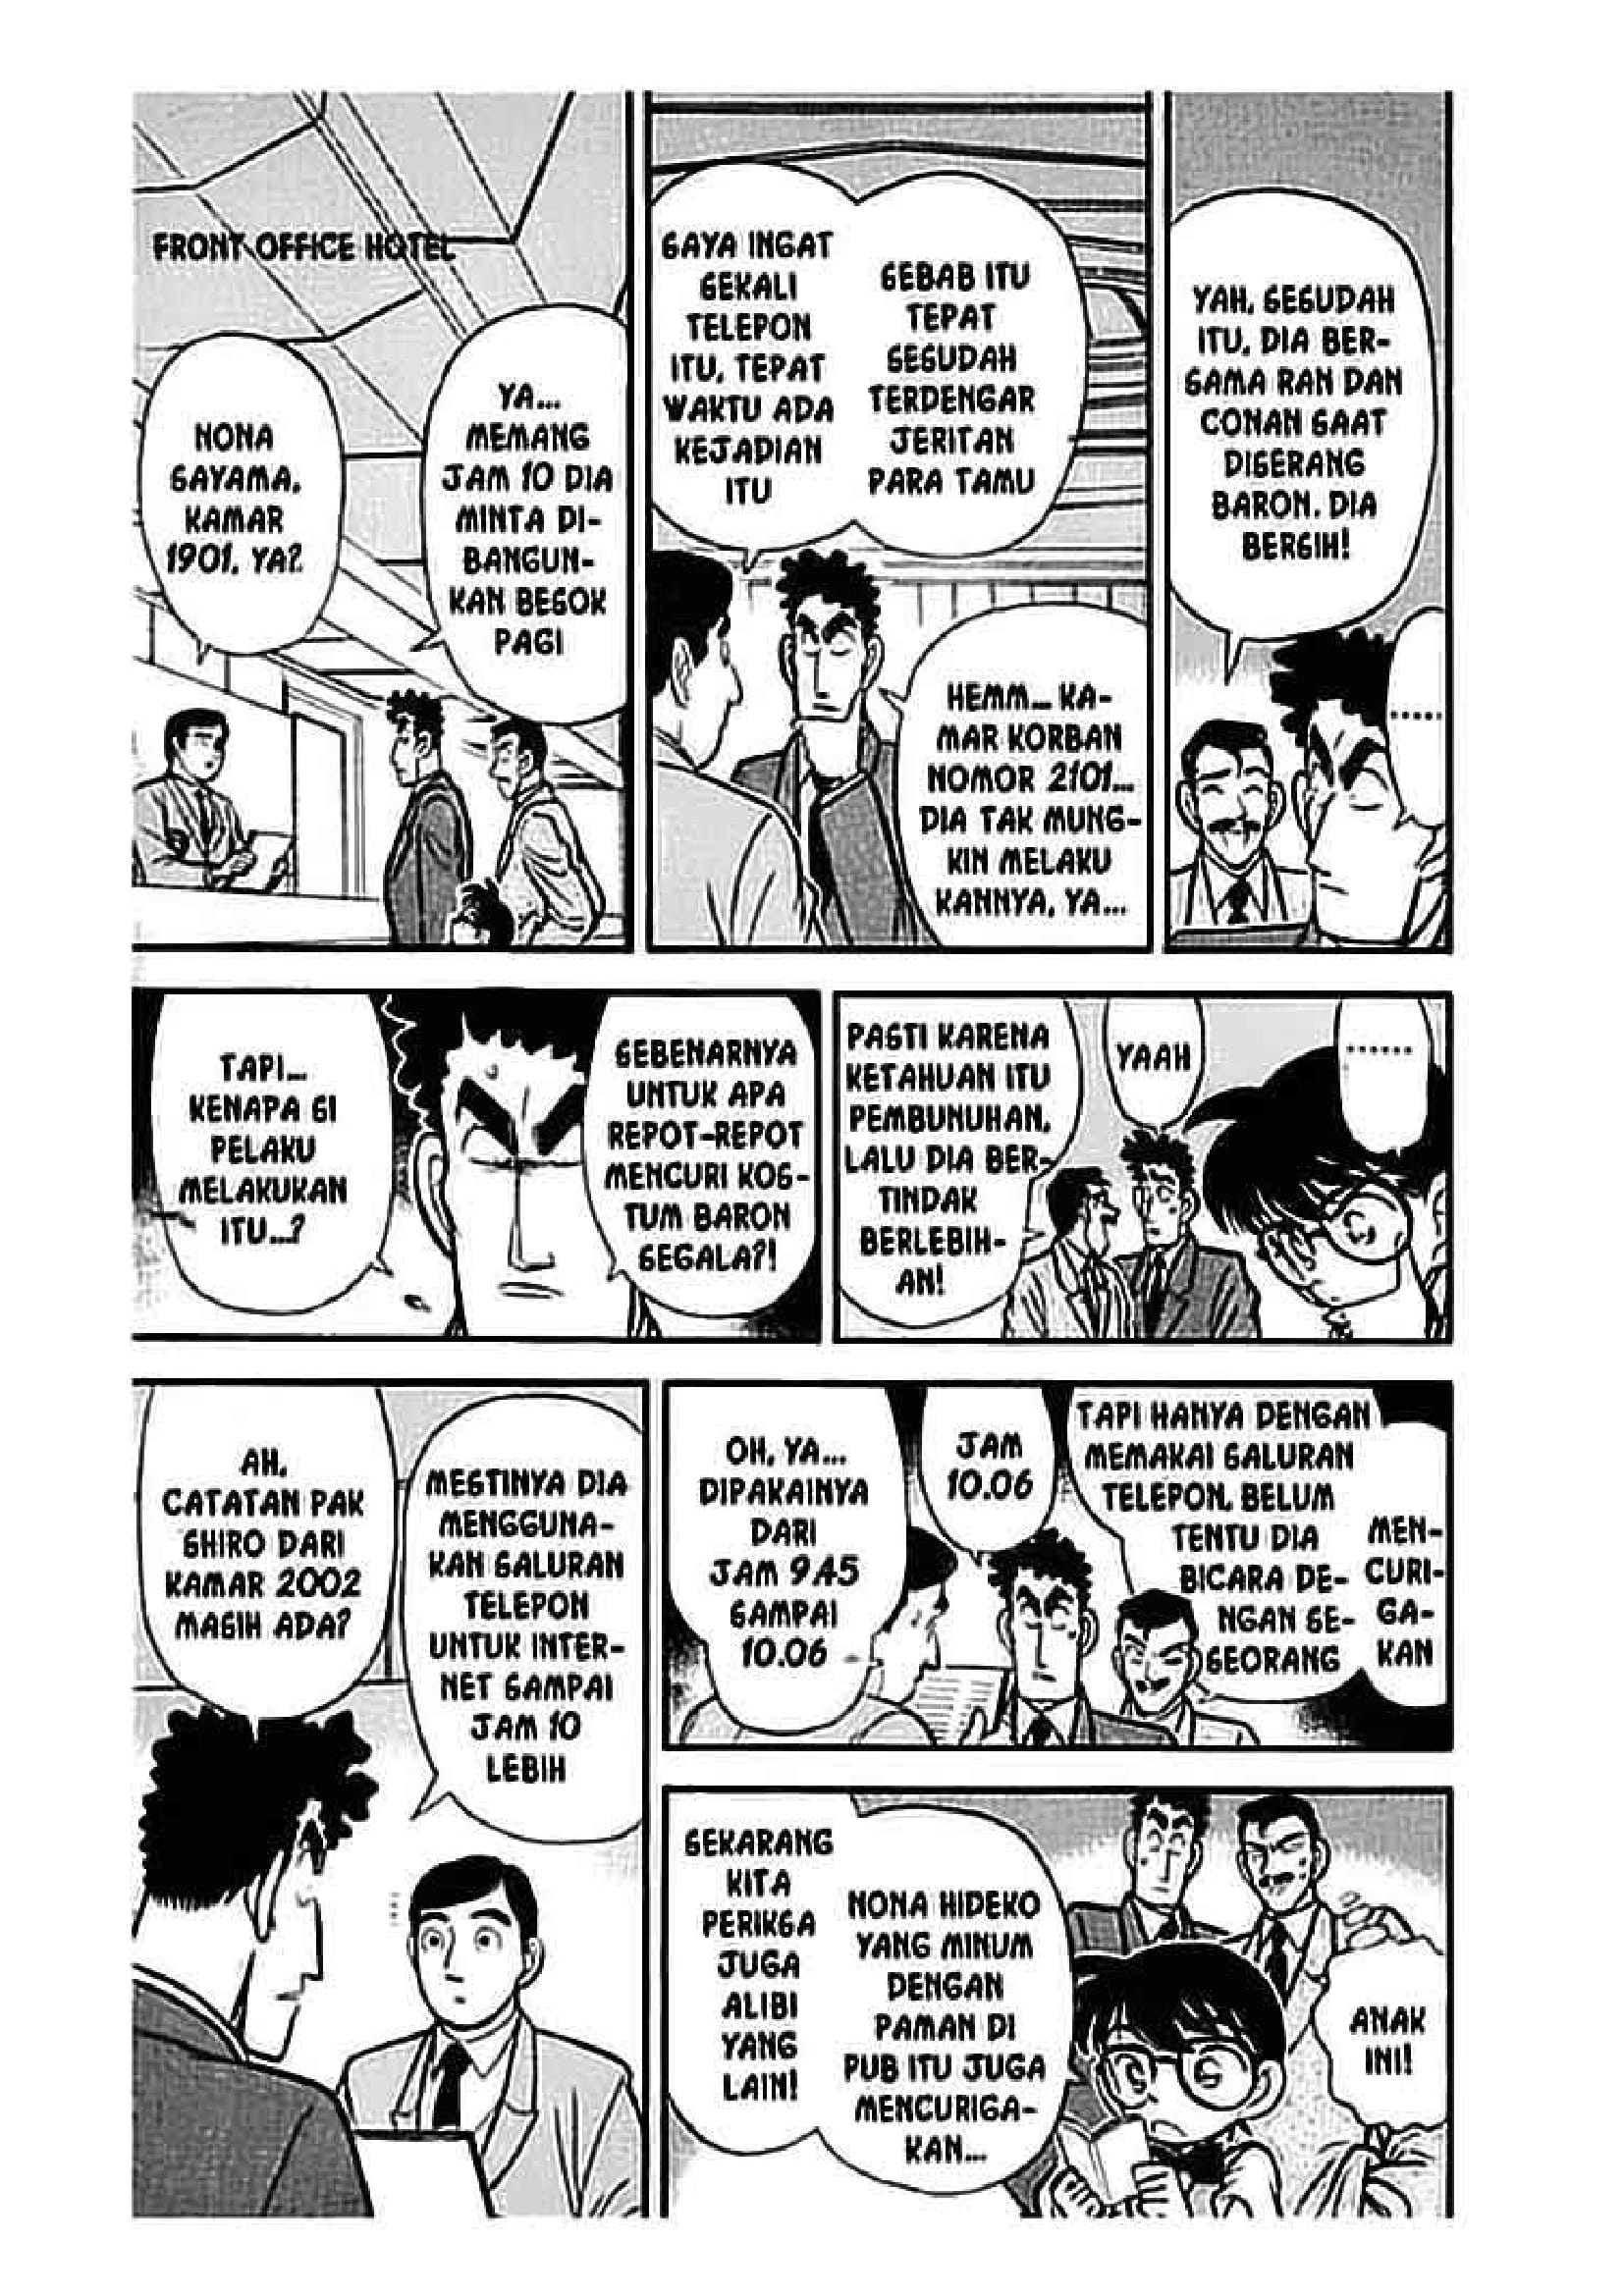 FRONT OFFICE HOTEL
NONA
SAYAMA,
KAMAR
1901, YA?
YA...
MEMANG
JAM 10 DIA
MINTA DI-
BANGUN-
KAN BESOK
PAGI
SAYA INGAT
SEKALI
TELEPON
ITU, TEPAT
WAKTU ADA
KEJADIAN
ITU
SEBAB ITU
TEPAT
SESUDAH
TERDENGAR
JERITAN
PARA TAMU
HEMM... KA-
MAR KORBAN
NOMOR 2101...
DIA TAK MUNG-
KIN MELAKU
KANNYA, YA...
YAH, SESUDAH
ITU, DIA BER-
SAMA RAN DAN
CONAN SAAT
DISERANG
BARON. DIA
BERSIH!
......
TAPI...
KENAPA SI
PELAKU
MELAKUKAN
ITU...?
SEBENARNYA
UNTUK APA
REPOT-REPOT
MENCURI KOS-
TUM BARON
SEGALA?!
PASTI KARENA
KETAHUAN ITU
PEMBUNUHAN,
LALU DIA BER-
TINDAK
BERLEBIH-
AN!
YAAH
.......
AH,
CATATAN PAK
SHIRO DARI
KAMAR 2002
MASIH ADA?
MESTINYA DIA
MENGGUNA-
KAN SALURAN
TELEPON
UNTUK INTER-
NET SAMPAI
JAM 10
LEBIH
OH, YA...
DIPAKAINYA
DARI
JAM 9.45
SAMPAI
10.06
JAM
10.06
TAPI HANYA DENGAN
MEMAKAI SALURAN
TELEPON, BELUM
TENTU DIA
BICARA DE-
NGAN SE-
SEORANG
MEN-
CURI-
GA-
KAN
SEKARANG
KITA
PERIKSA
JUGA
ALIBI
YANG
LAIN!
NONA HIDEKO
YANG MINUM
DENGAN
PAMAN DI
PUB ITU JUGA
MENCURIGA-
KAN...
ANAK
INI!